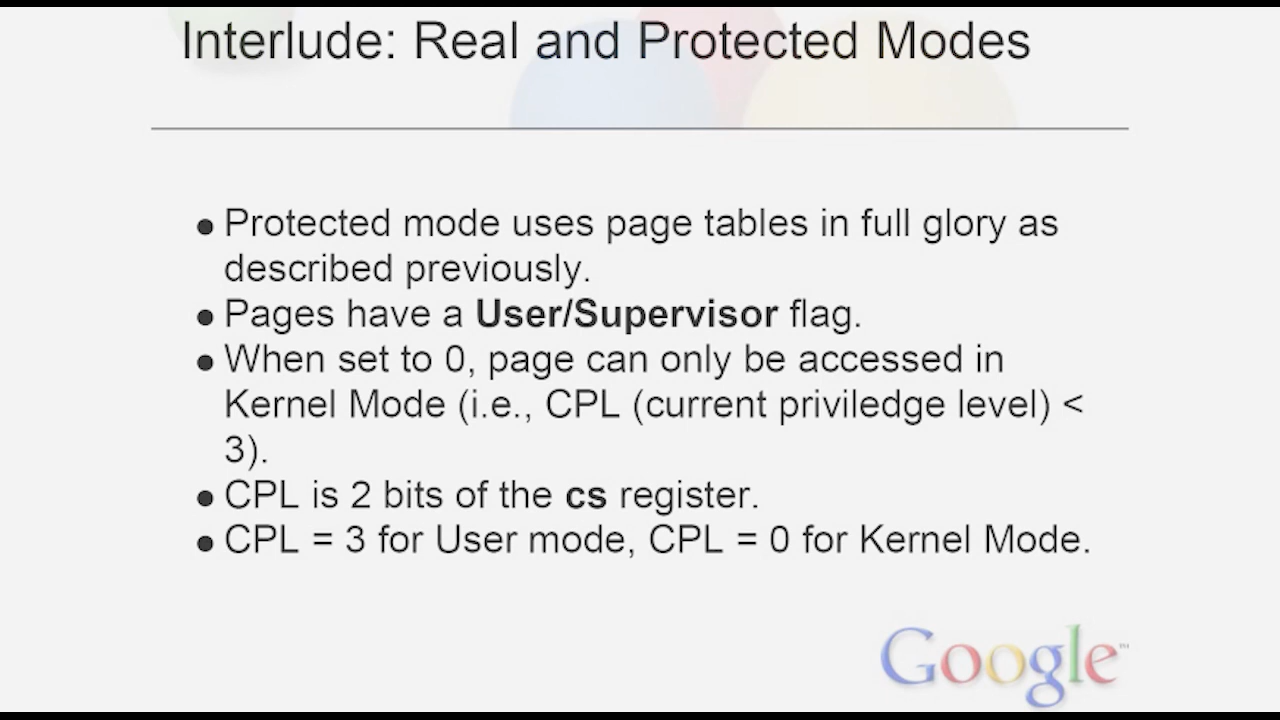 Interlude: Real and Protected Modes
● Protected mode uses page tables in full glory as
described previously.
● Pages have a User/Supervisor flag.
● When set to 0, page can only be accessed in
Kernel Mode (i.e., CPL (current priviledge level) <
3).
● CPL is 2 bits of the cs register.
● CPL = 3 for User mode, CPL = 0 for Kernel Mode.
Google™